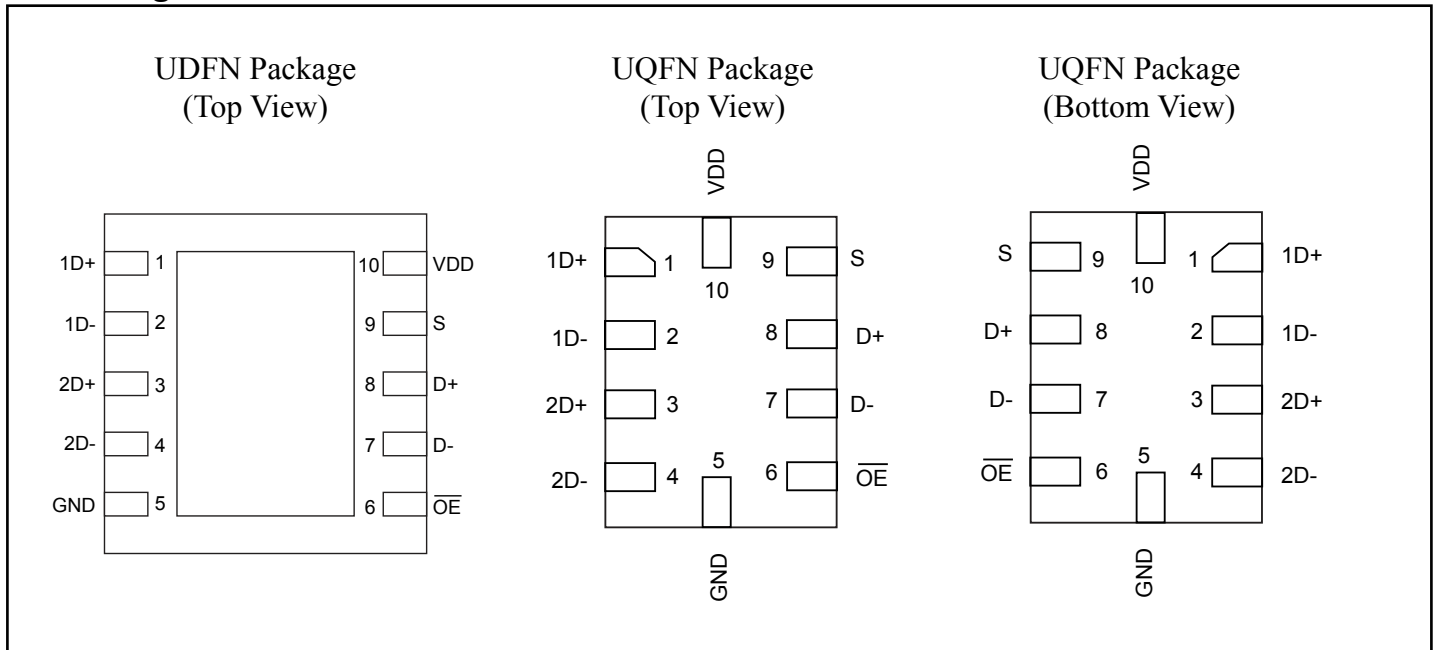 UDFN Package
(Top View)
1D+ 1 10 VDD
1D- 2 9 S
2D+ 3 8 D+
2D- 4 7 D-
GND 5 6 O̅E̅
UQFN Package
(Top View)
VDD
1D+ 1 10 9 S
1D- 2 8 D+
2D+ 3 7 D-
2D- 4 5 6 O̅E̅
GND
UQFN Package
(Bottom View)
VDD
S 9 10 1 1D+
D+ 8 2 1D-
D- 7 3 2D+
O̅E̅ 6 5 4 2D-
GND